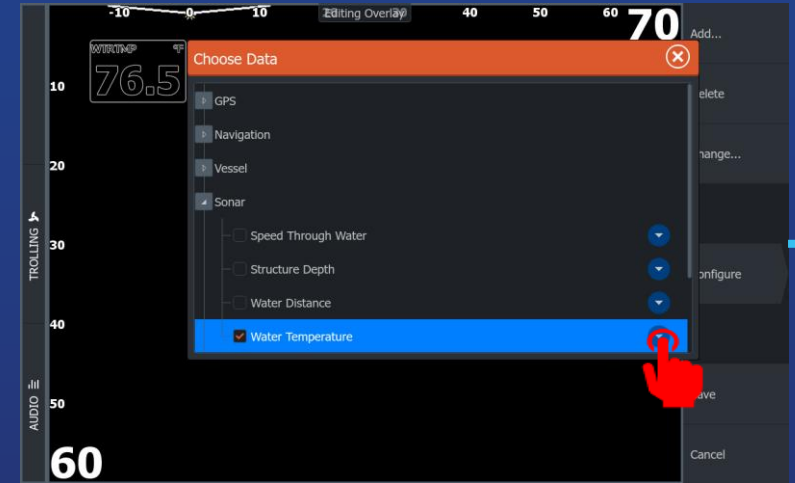 -10 0 10 Editing Overlay 40 50 60 70
Add...
WTRTMP °F
76.5
Choose Data
10
GPS
elete
Navigation
hange...
20
Vessel
Sonar
TROLLING
30
Speed Through Water
Structure Depth
onfigure
Water Distance
40
Water Temperature
AUDIO
50
ave
60
Cancel